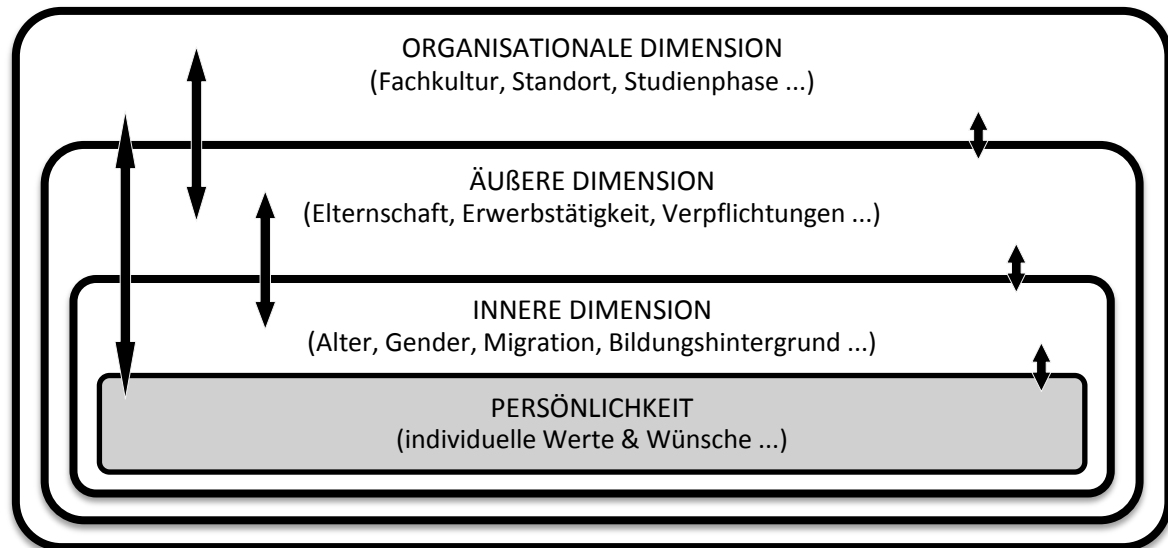 ORGANISATIONALE DIMENSION
(Fachkultur, Standort, Studienphase ...)
ÄUßERE DIMENSION
(Elternschaft, Erwerbstätigkeit, Verpflichtungen ...)
INNERE DIMENSION
(Alter, Gender, Migration, Bildungshintergrund ...)
PERSÖNLICHKEIT
(individuelle Werte & Wünsche ...)